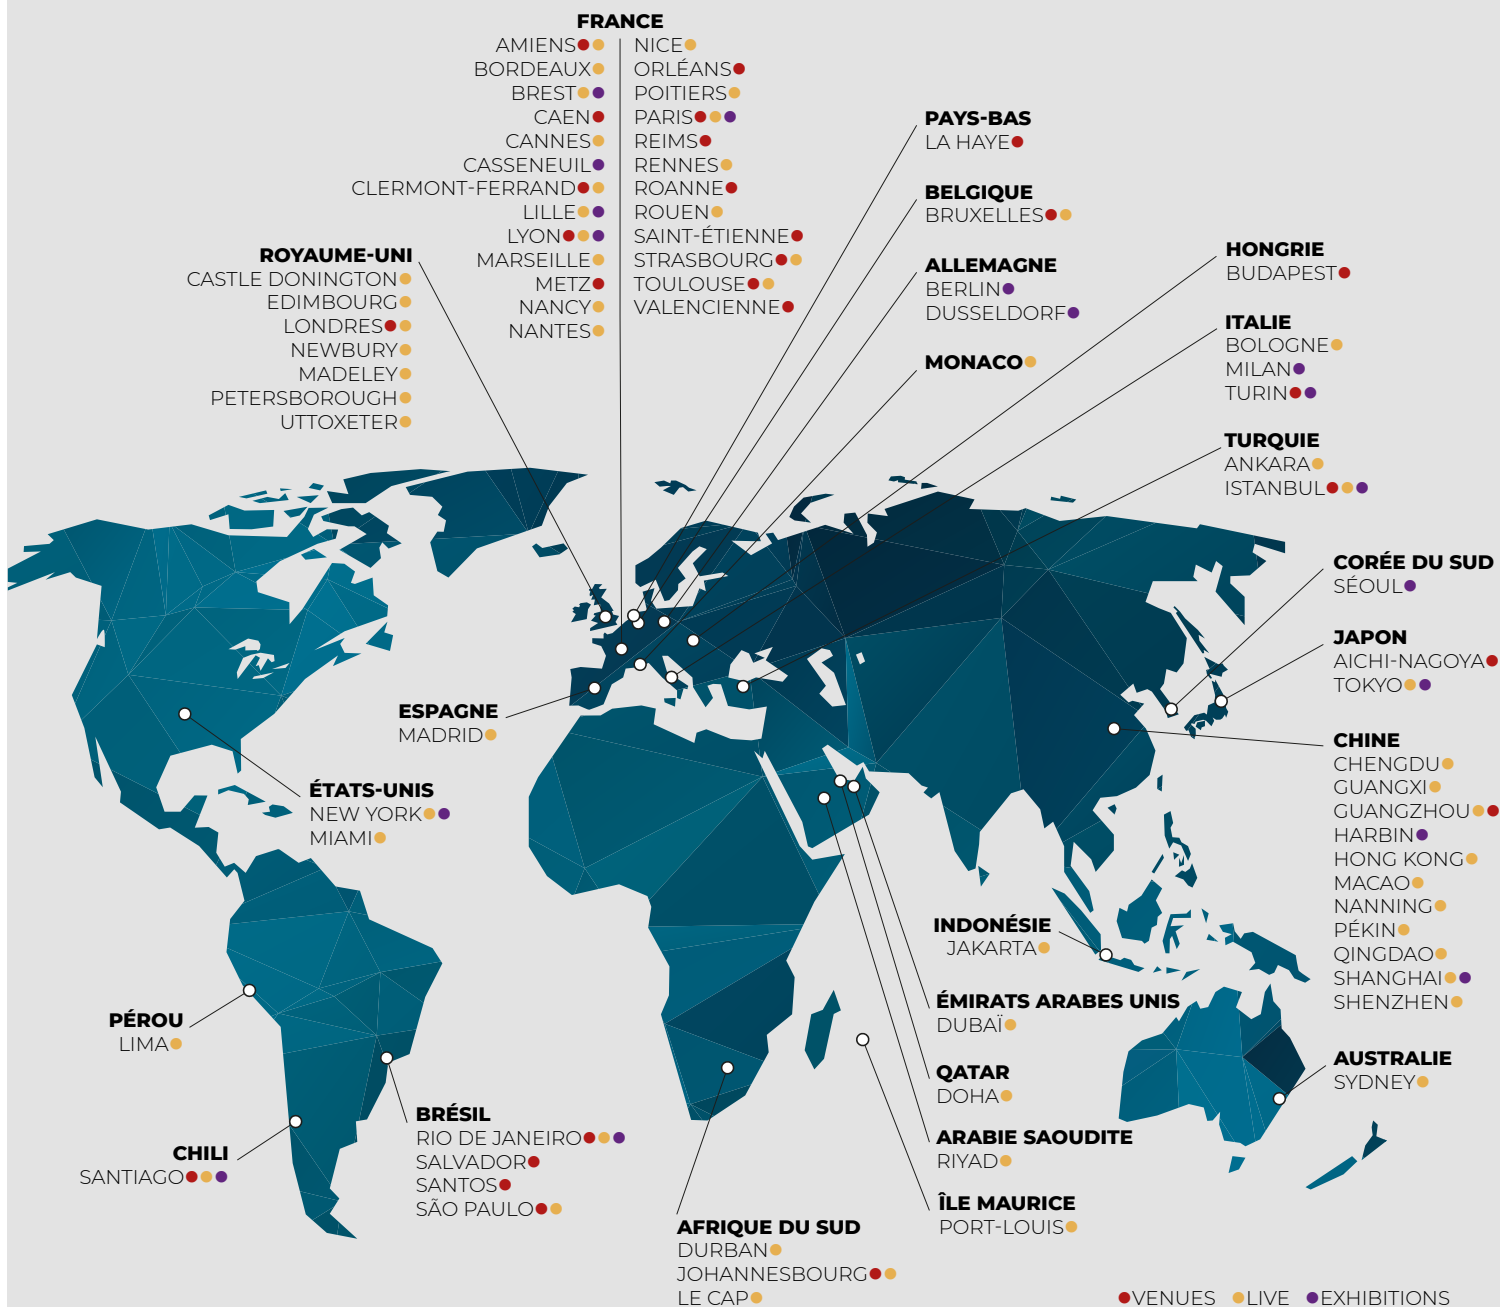 FRANCE
AMIENS
BORDEAUX
BREST
CAEN
CANNES
CASSENEUIL
CLERMONT-FERRAND
LILLE
LYON
MARSEILLE
METZ
NANCY
NANTES
NICE
ORLÉANS
POITIERS
PARIS
REIMS
RENNES
ROANNE
ROUEN
SAINT-ÉTIENNE
STRASBOURG
TOULOUSE
VALENCIENNE
ROYAUME-UNI
CASTLE DONINGTON
EDIMBOURG
LONDRES
NEWBURY
MADELEY
PETERSBOROUGH
UTTOXETER
PAYS-BAS
LA HAYE
BELGIQUE
BRUXELLES
ALLEMAGNE
BERLIN
DUSSELDORF
MONACO
HONGRIE
BUDAPEST
ITALIE
BOLOGNE
MILAN
TURIN
TURQUIE
ANKARA
ISTANBUL
CORÉE DU SUD
SÉOUL
JAPON
AICHI-NAGOYA
TOKYO
CHINE
CHENGDU
GUANGXI
GUANGZHOU
HARBIN
HONG KONG
MACAO
NANNING
PÉKIN
QINGDAO
SHANGHAI
SHENZHEN
ESPAGNE
MADRID
ÉTATS-UNIS
NEW YORK
MIAMI
INDONÉSIE
JAKARTA
ÉMIRATS ARABES UNIS
DUBAÏ
QATAR
DOHA
ARABIE SAOUDITE
RIYAD
ÎLE MAURICE
PORT-LOUIS
AUSTRALIE
SYDNEY
PÉROU
LIMA
CHILI
SANTIAGO
BRÉSIL
RIO DE JANEIRO
SALVADOR
SANTOS
SÃO PAULO
AFRIQUE DU SUD
DURBAN
JOHANNESBOURG
LE CAP
VENUES LIVE EXHIBITIONS